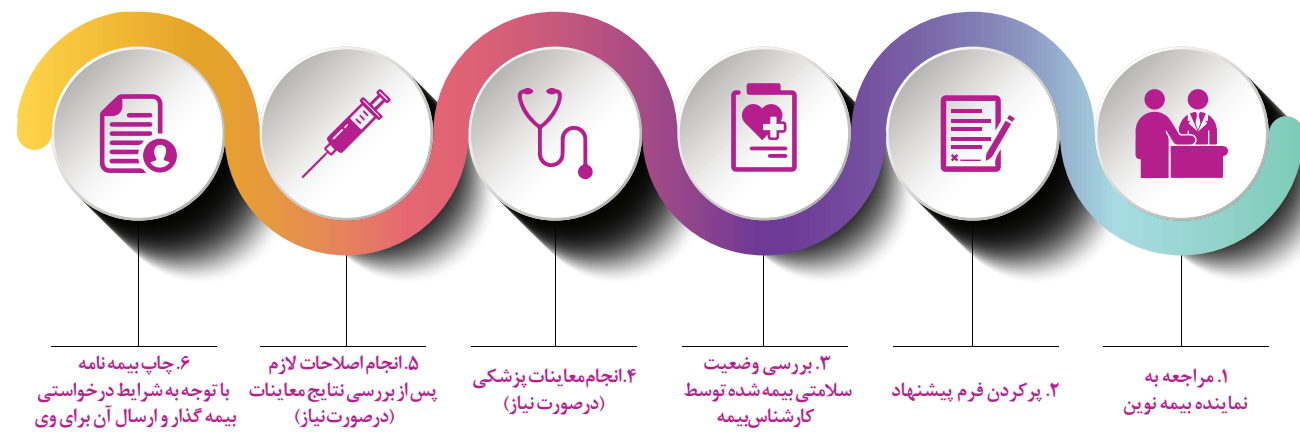 ۱. مراجعه به
نماینده بیمه نوین
۲. پرکردن فرم پیشنهاد
۳. بررسی وضعیت
سلامتی بیمه شده توسط
کارشناس بیمه
۴.انجام معاینات پزشکی
(درصورت نیاز)
۵. انجام اصلاحات لازم
پس از بررسی نتایج معاینات
(درصورت نیاز)
۶. چاپ بیمه نامه
با توجه به شرایط درخواستی
بیمه گذار و ارسال آن برای وی